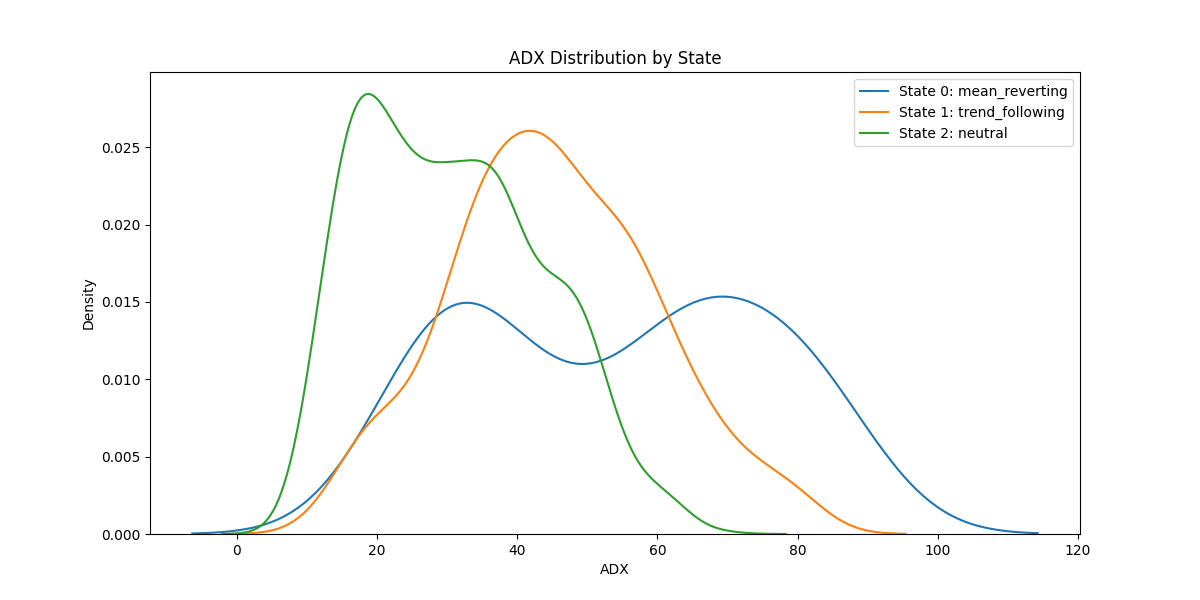 ADX Distribution by State
State 0: mean_reverting
State 1: trend_following
State 2: neutral
Density
0.025
0.020
0.015
0.010
0.005
0.000
0
20
40
60
80
100
120
ADX